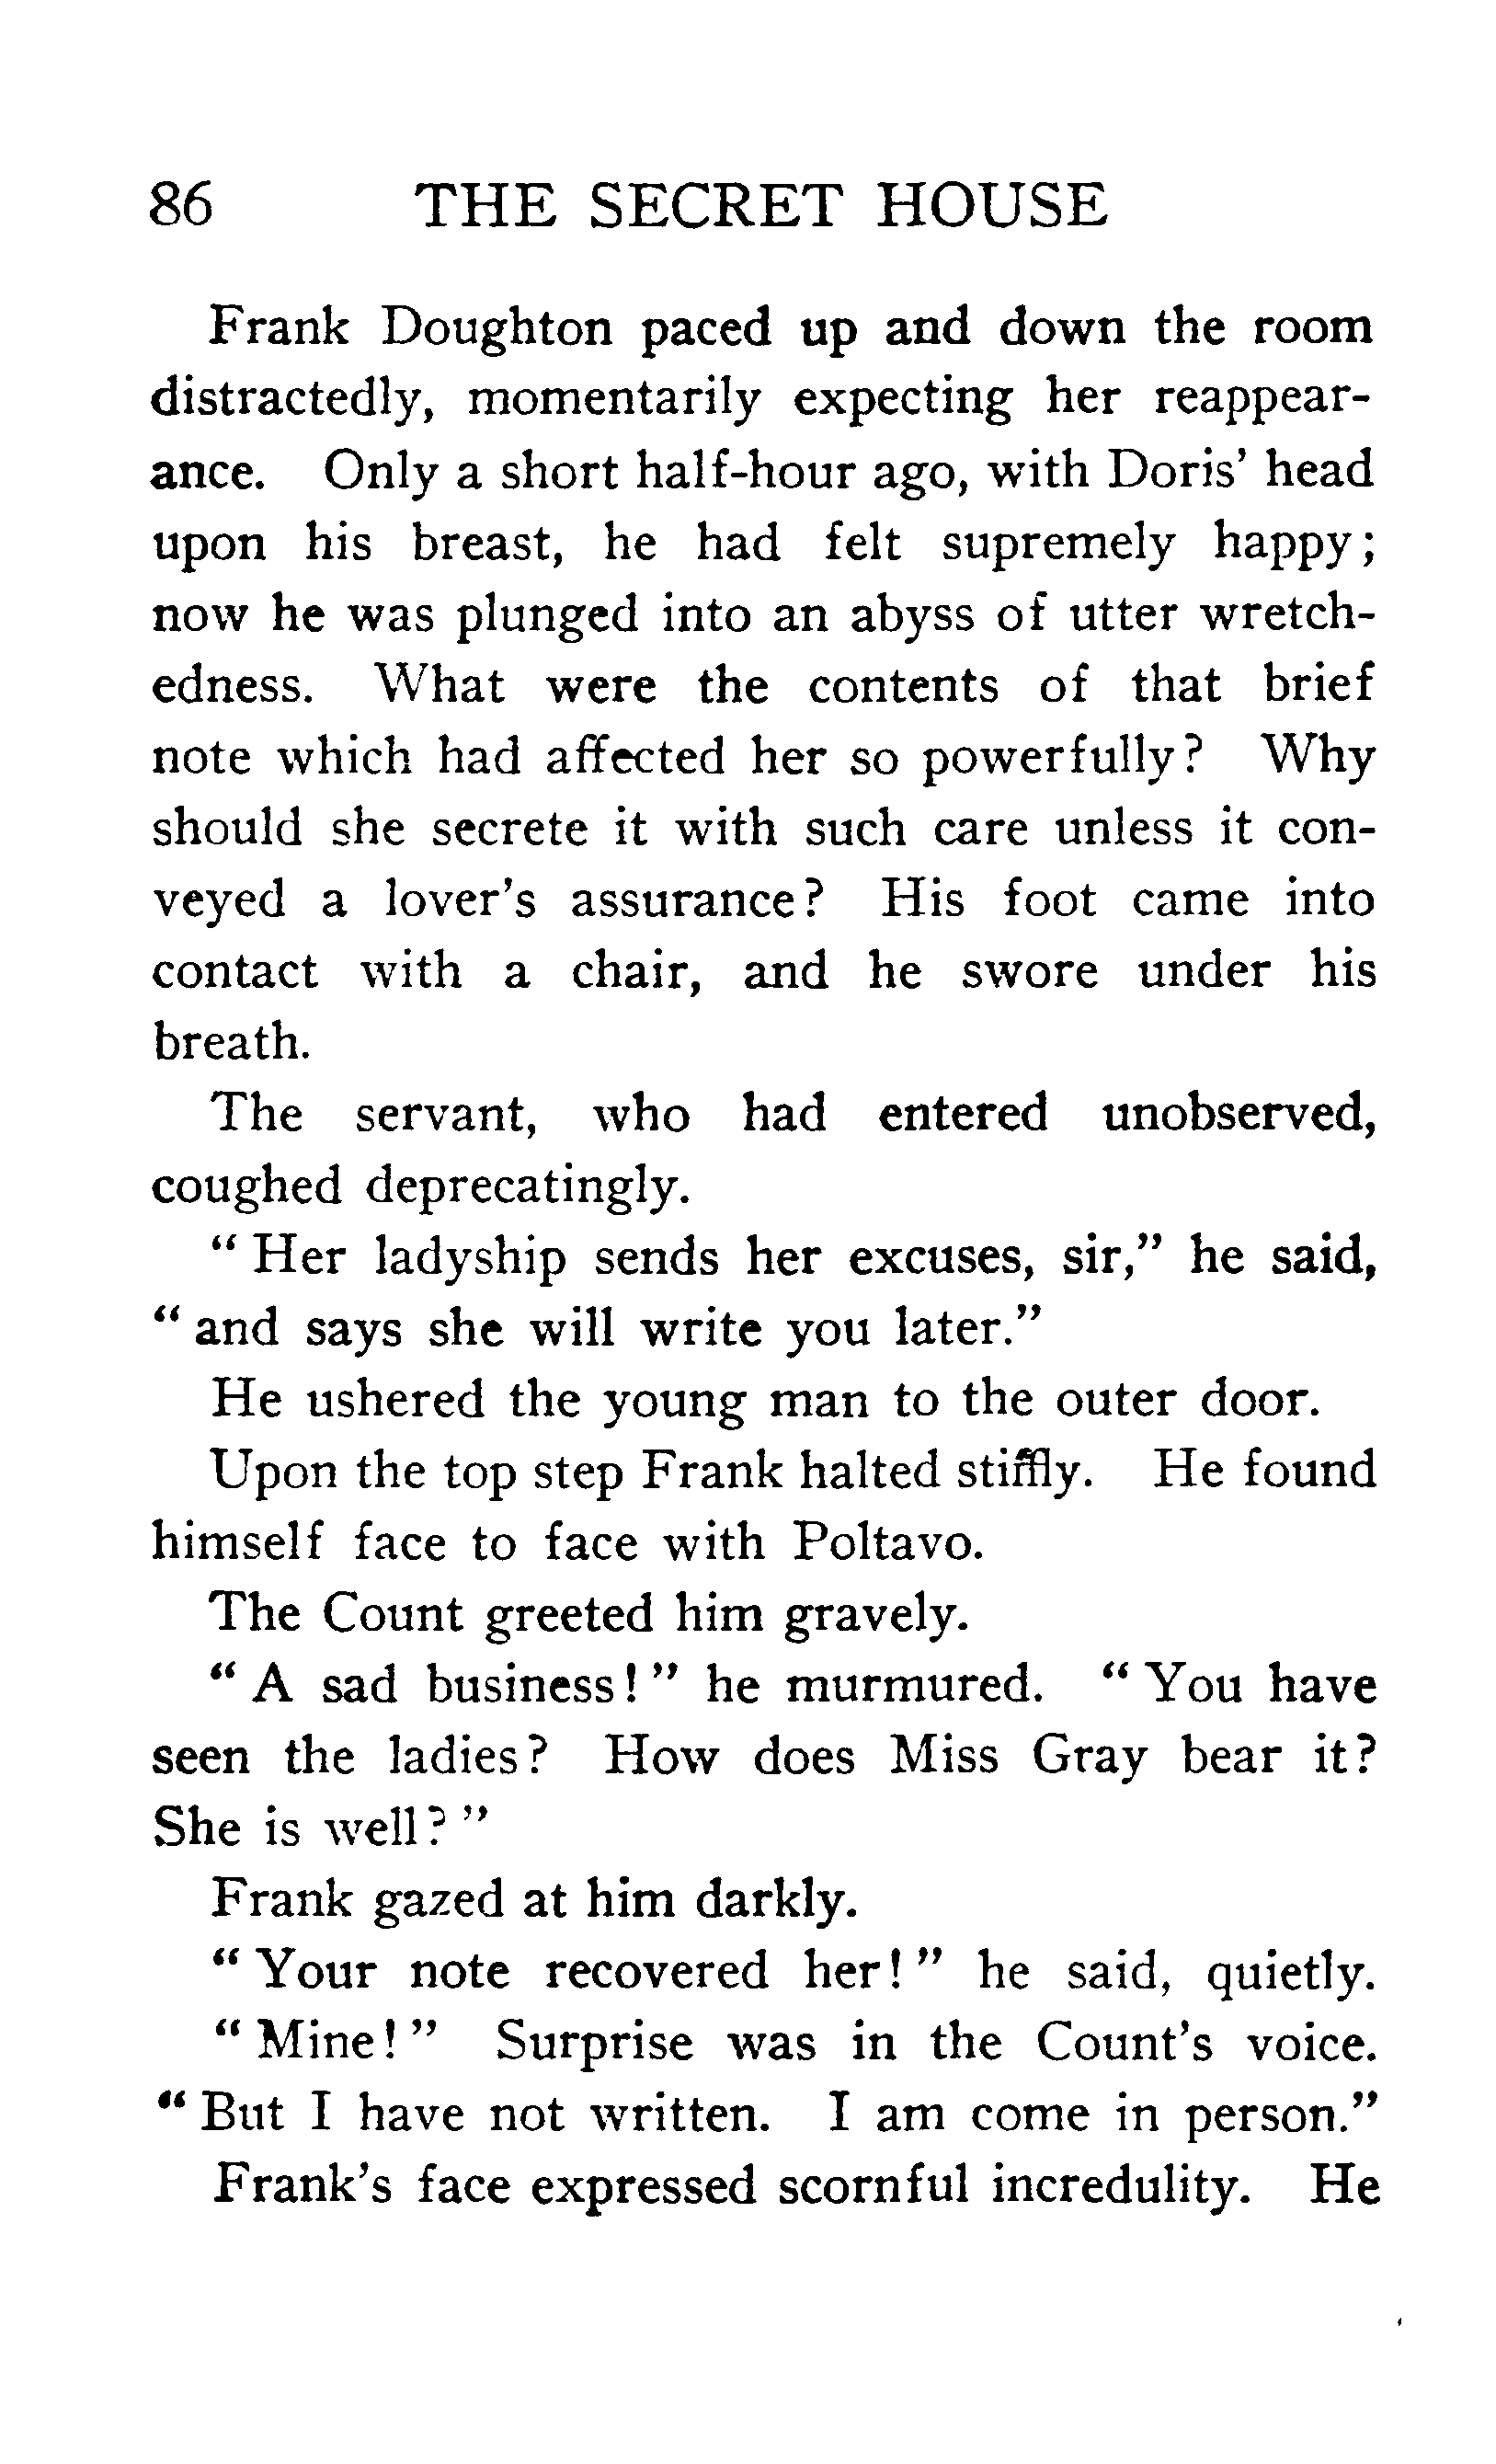 86 THE SECRET HOUSE
Frank Doughton paced up and down the room
distractedly, momentarily expecting her reappear-
ance. Only a short half-hour ago, with Doris' head
upon his breast, he had felt supremely happy;
now he was plunged into an abyss of utter wretch-
edness. What were the contents of that brief
note which had affected her so powerfully? Why
should she secrete it with such care unless it con-
veyed a lover's assurance? His foot came into
contact with a chair, and he swore under his
breath.
The servant, who had entered unobserved,
coughed deprecatingly.
"Her ladyship sends her excuses, sir," he said,
"and says she will write you later."
He ushered the young man to the outer door.
Upon the top step Frank halted stiffly. He found
himself face to face with Poltavo.
The Count greeted him gravely.
"A sad business!" he murmured. "You have
seen the ladies? How does Miss Gray bear it?
She is well?"
Frank gazed at him darkly.
"Your note recovered her!" he said, quietly.
"Mine!" Surprise was in the Count's voice.
"But I have not written. I am come in person."
Frank's face expressed scornful incredulity. He